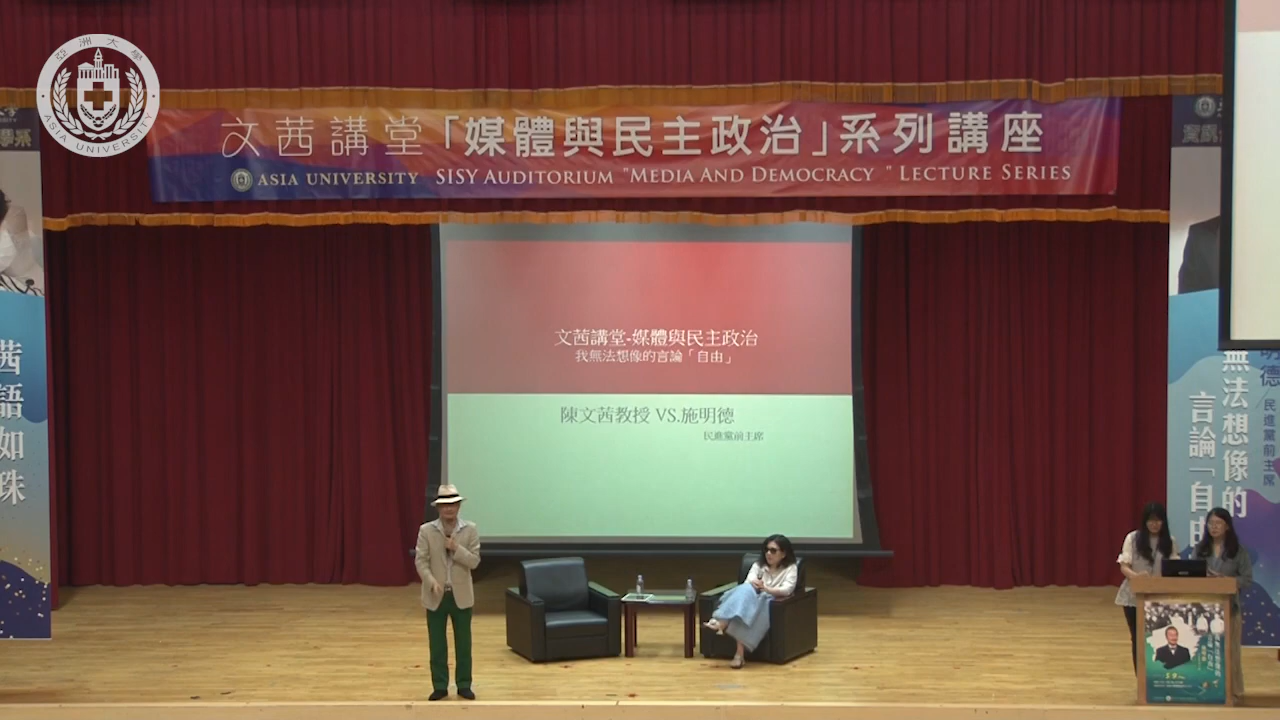 亞洲大學
ASIA UNIVERSITY
文茜講堂「媒體與民主政治」系列講座
ASIA UNIVERSITY SISY AUDITORIUM "MEDIA AND DEMOCRACY " LECTURE SERIES
文茜講堂-媒體與民主政治
我無法想像的言論「自由」
陳文茜教授 VS.施明德
民進黨前主席
茜語如珠
無法想像的
言論「自由
明德
民進黨前主席